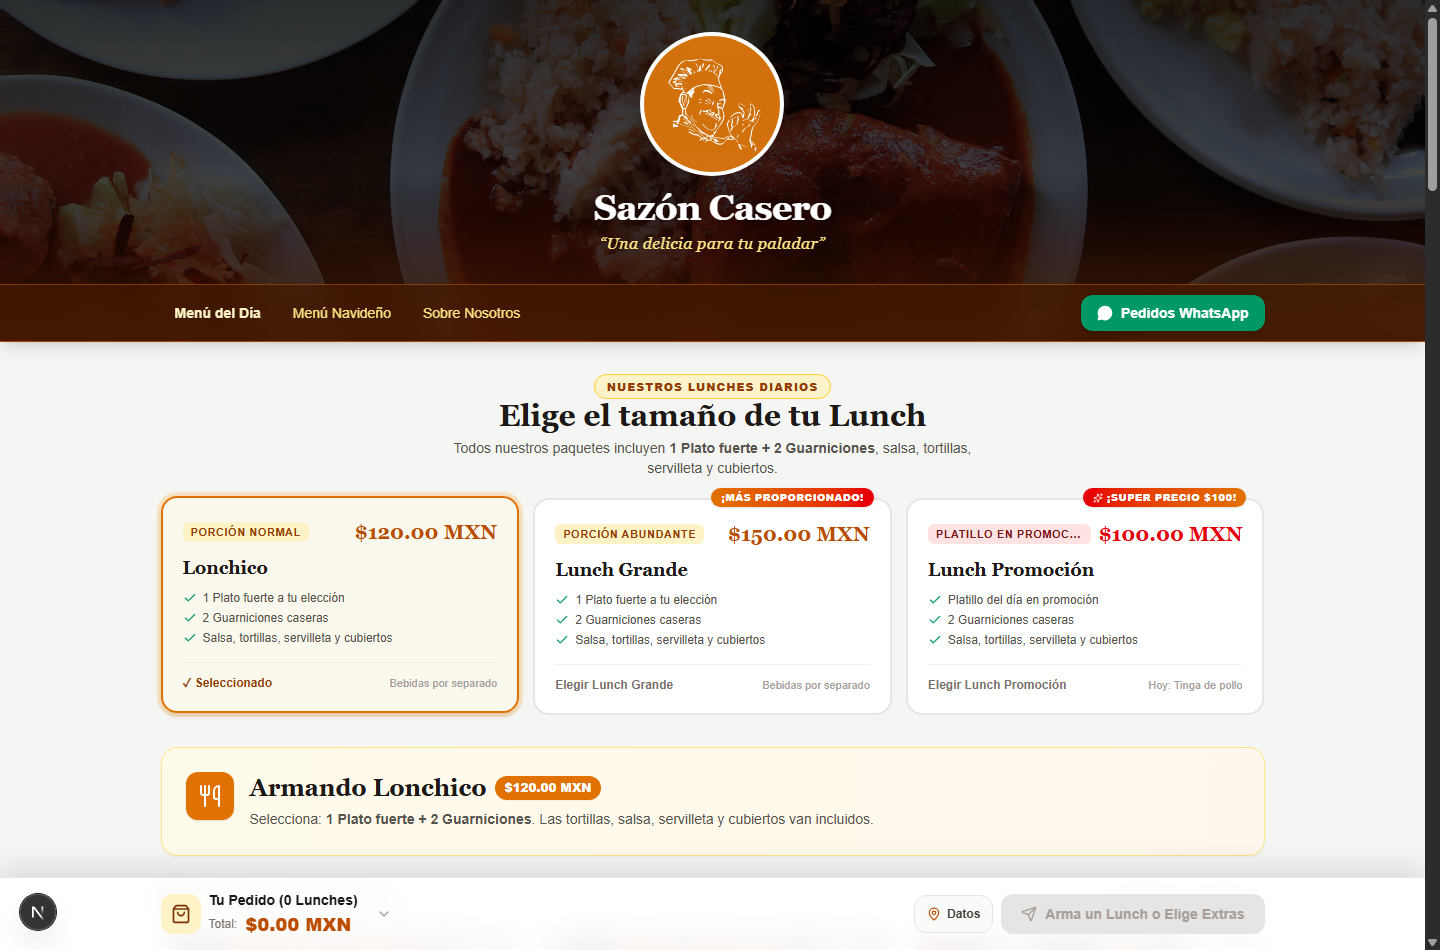 Sazón Casero
“Una delicia para tu paladar”
Menú del Día
Menú Navideño
Sobre Nosotros
Pedidos WhatsApp
NUESTROS LUNCHES DIARIOS
Elige el tamaño de tu Lunch
Todos nuestros paquetes incluyen 1 Plato fuerte + 2 Guarniciones, salsa, tortillas,
servilleta y cubiertos.
PORCIÓN NORMAL
$120.00 MXN
Lonchico
1 Plato fuerte a tu elección
2 Guarniciones caseras
Salsa, tortillas, servilleta y cubiertos
✓ Seleccionado
Bebidas por separado
¡MÁS PROPORCIONADO!
PORCIÓN ABUNDANTE
$150.00 MXN
Lunch Grande
1 Plato fuerte a tu elección
2 Guarniciones caseras
Salsa, tortillas, servilleta y cubiertos
Elegir Lunch Grande
Bebidas por separado
¡SUPER PRECIO $100!
PLATILLO EN PROMOC...
$100.00 MXN
Lunch Promoción
Platillo del día en promoción
2 Guarniciones caseras
Salsa, tortillas, servilleta y cubiertos
Elegir Lunch Promoción
Hoy: Tinga de pollo
Armando Lonchico
$120.00 MXN
Selecciona: 1 Plato fuerte + 2 Guarniciones. Las tortillas, salsa, servilleta y cubiertos van incluidos.
N
Tu Pedido (0 Lunches)
Total: $0.00 MXN
Datos
Arma un Lunch o Elige Extras